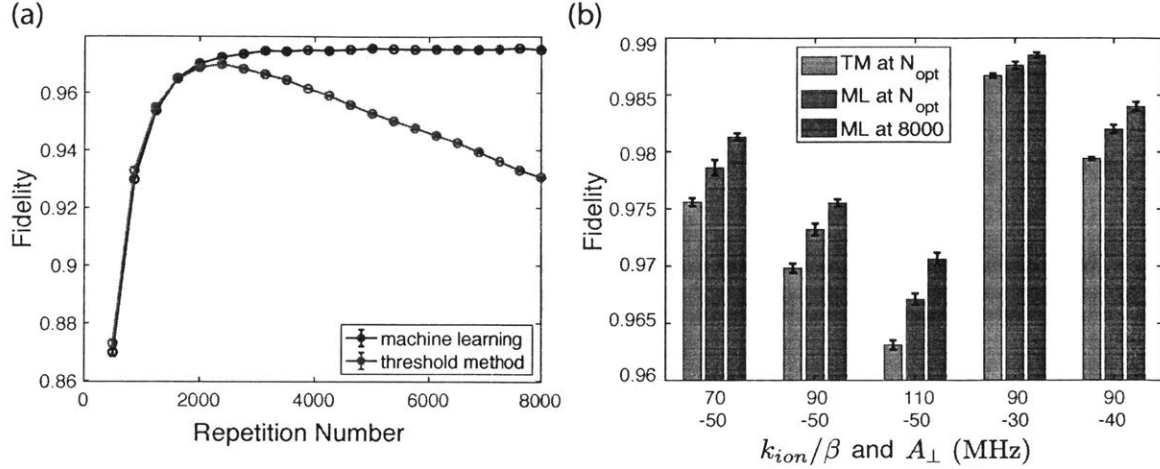 (a)
Fidelity
0.96
0.94
0.92
0.9
0.88
0.86
0
2000
4000
6000
8000
Repetition Number
machine learning
threshold method
(b)
Fidelity
0.99
0.985
0.98
0.975
0.97
0.965
0.96
TM at N_opt
ML at N_opt
ML at 8000
70 90 110 90 90
-50 -50 -50 -30 -40
k_ion/β and A_⊥ (MHz)